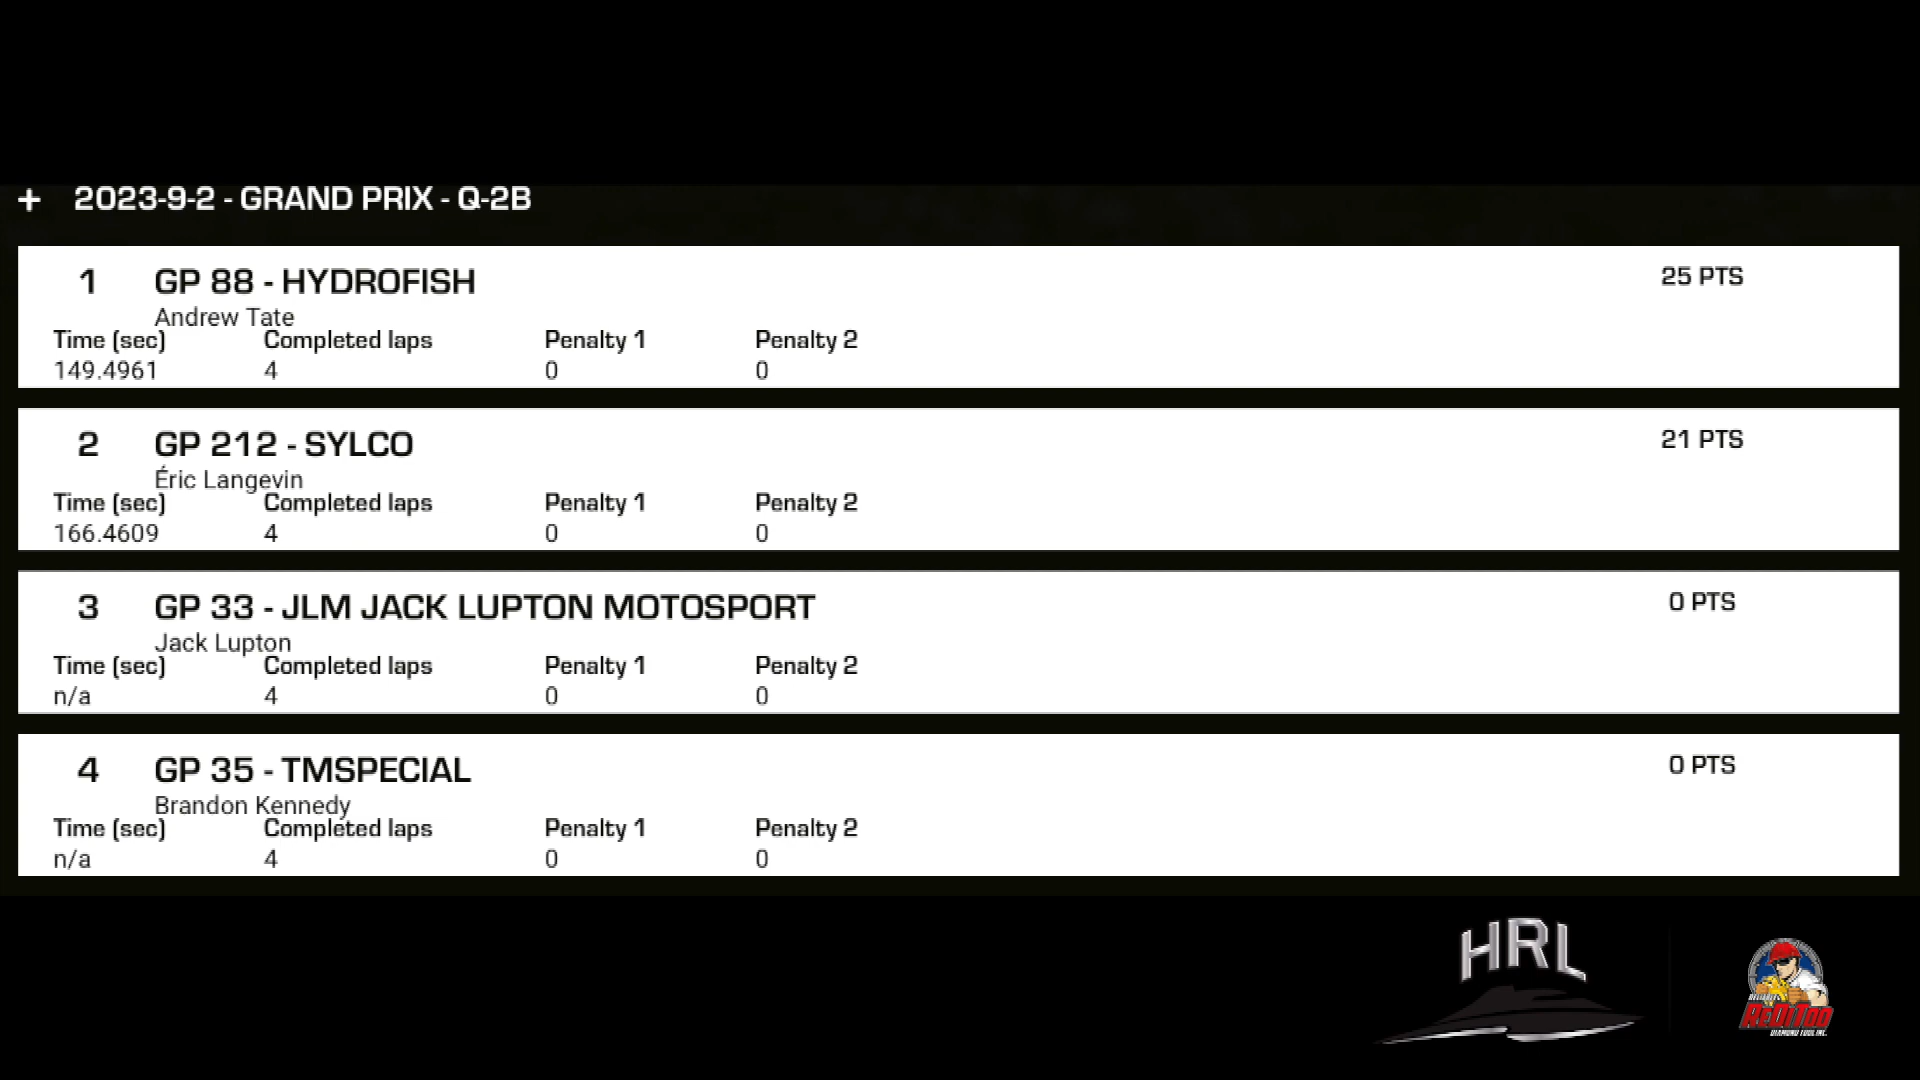 + 2023-9-2 - GRAND PRIX - Q-2B
1 GP 88 - HYDROFISH 25 PTS
Andrew Tate
Time (sec) Completed laps Penalty 1 Penalty 2
149.4961 4 0 0
2 GP 212 - SYLCO 21 PTS
Éric Langevin
Time (sec) Completed laps Penalty 1 Penalty 2
166.4609 4 0 0
3 GP 33 - JLM JACK LUPTON MOTOSPORT 0 PTS
Jack Lupton
Time (sec) Completed laps Penalty 1 Penalty 2
n/a 4 0 0
4 GP 35 - TMSPECIAL 0 PTS
Brandon Kennedy
Time (sec) Completed laps Penalty 1 Penalty 2
n/a 4 0 0
HRL
ReDiToo
DIAMOND TOOL INC.